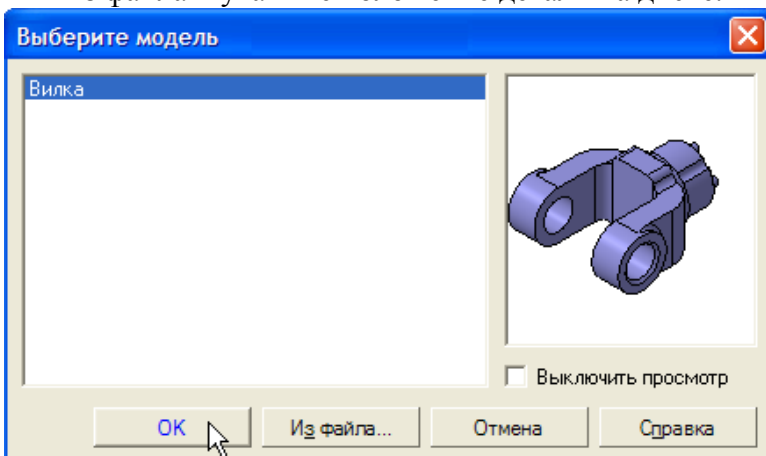 Выберите модель
Вилка
Выключить просмотр
ОК Из файла... Отмена Справка